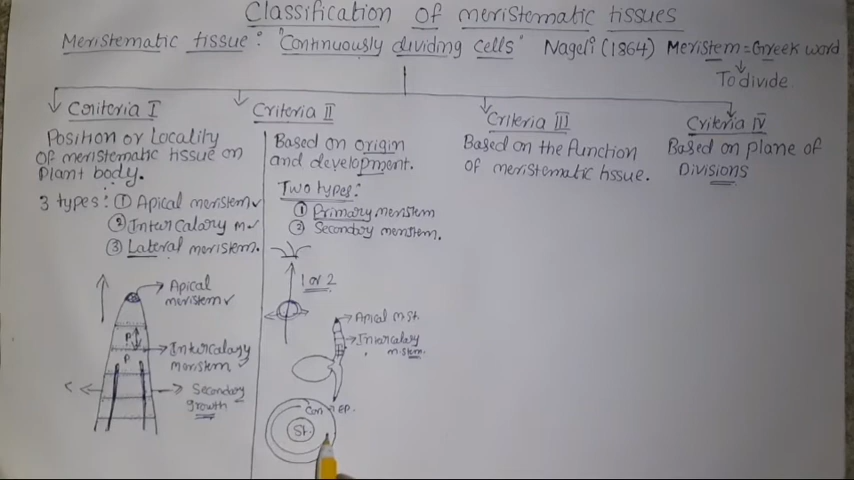 Classification of meristematic tissues
Meristematic tissue: "Continuously dividing cells" Nageli (1864) Meristem = Greek word
To divide
Criteria I
Position or Locality
of meristematic tissue on
Plant body.
3 types: ① Apical meristem
② Intercalary m
③ Lateral meristem.
Apical
meristem
P
P
Intercalary
meristem
Secondary
growth
Criteria II
Based on origin
and development.
Two types:
① Primary meristem
② Secondary meristem.
1 or 2
Apical m.st.
Intercalary
m.stem.
Con EP.
St.
Criteria III
Based on the function
of meristematic tissue.
Criteria IV
Based on plane of
Divisions